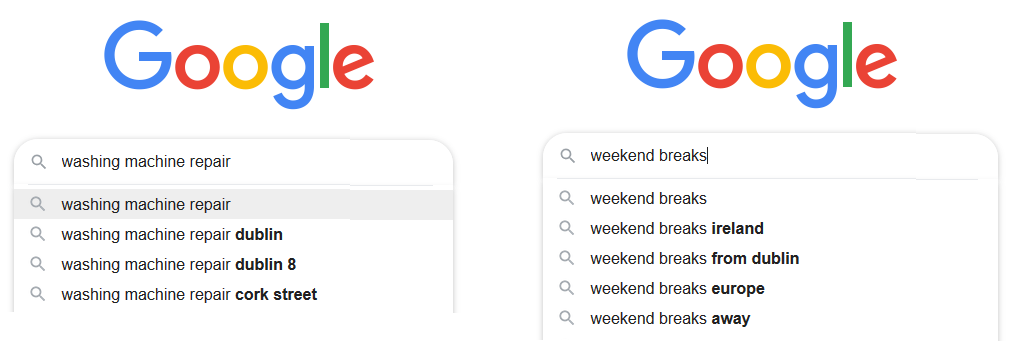 Google
washing machine repair
washing machine repair
washing machine repair dublin
washing machine repair dublin 8
washing machine repair cork street
Google
weekend breaks
weekend breaks
weekend breaks ireland
weekend breaks from dublin
weekend breaks europe
weekend breaks away